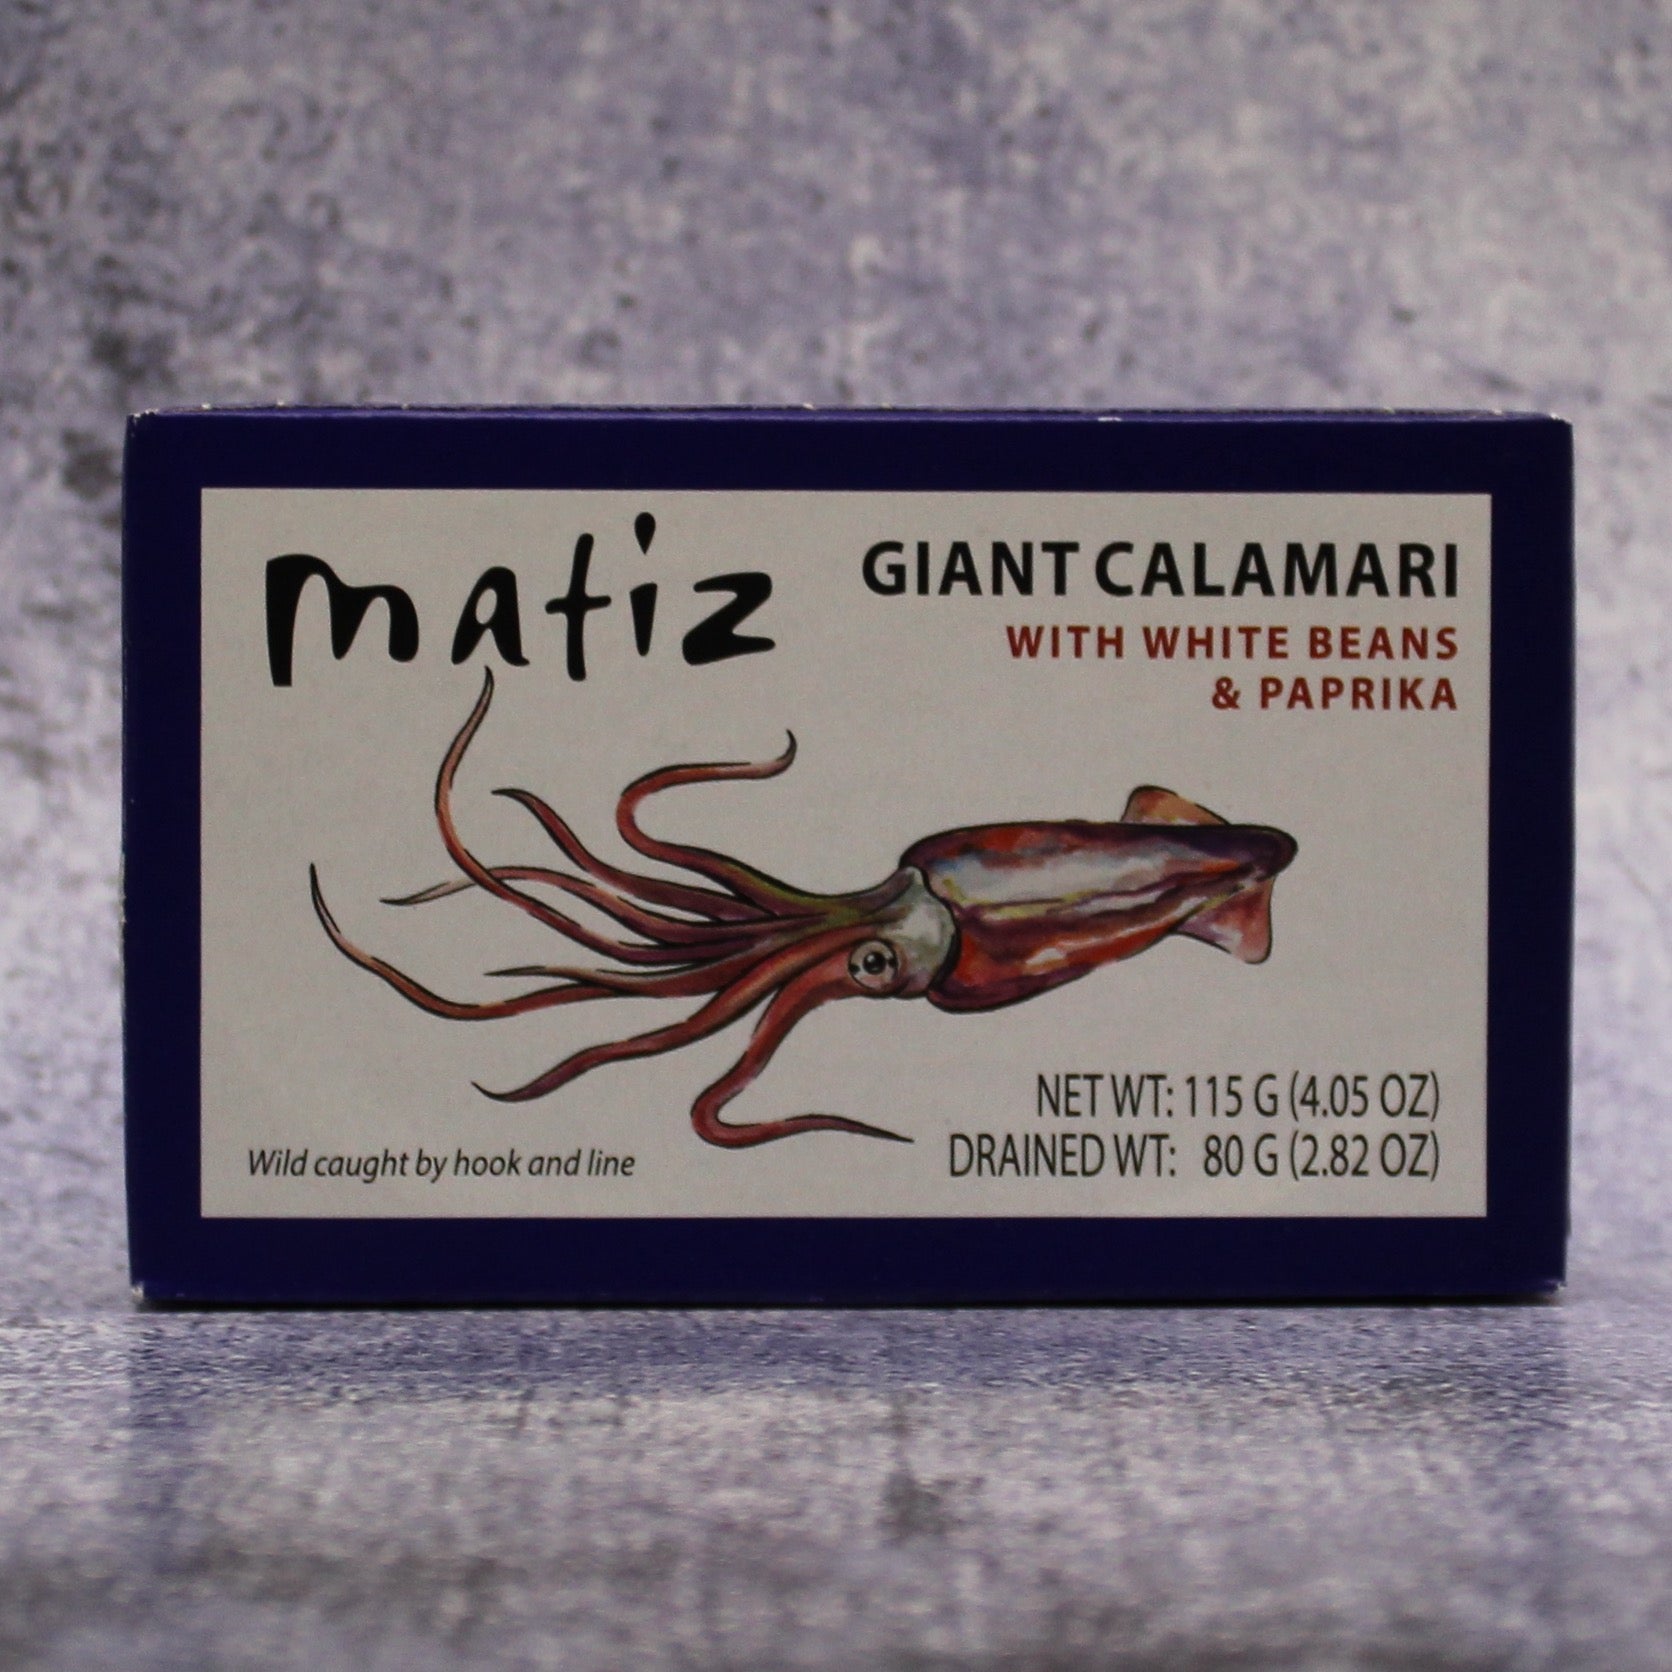 matiz
GIANT CALAMARI
WITH WHITE BEANS
& PAPRIKA
NET WT: 115 G (4.05 OZ)
DRAINED WT: 80 G (2.82 OZ)
Wild caught by hook and line